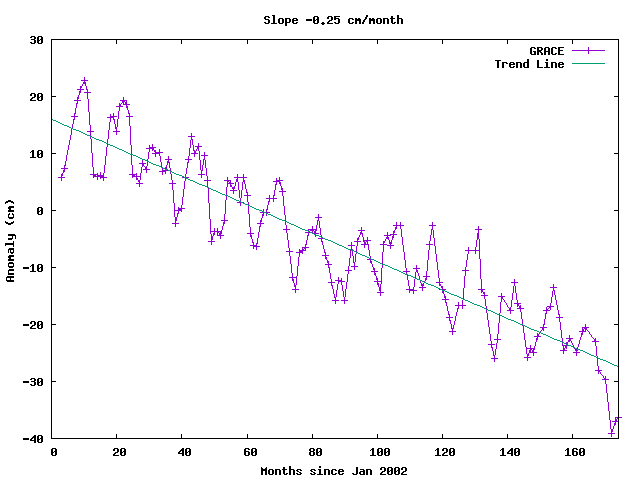 Slope -0.25 cm/month
30
20
10
0
-10
-20
-30
-40
Anomaly (cm)
GRACE
Trend Line
0 20 40 60 80 100 120 140 160
Months since Jan 2002